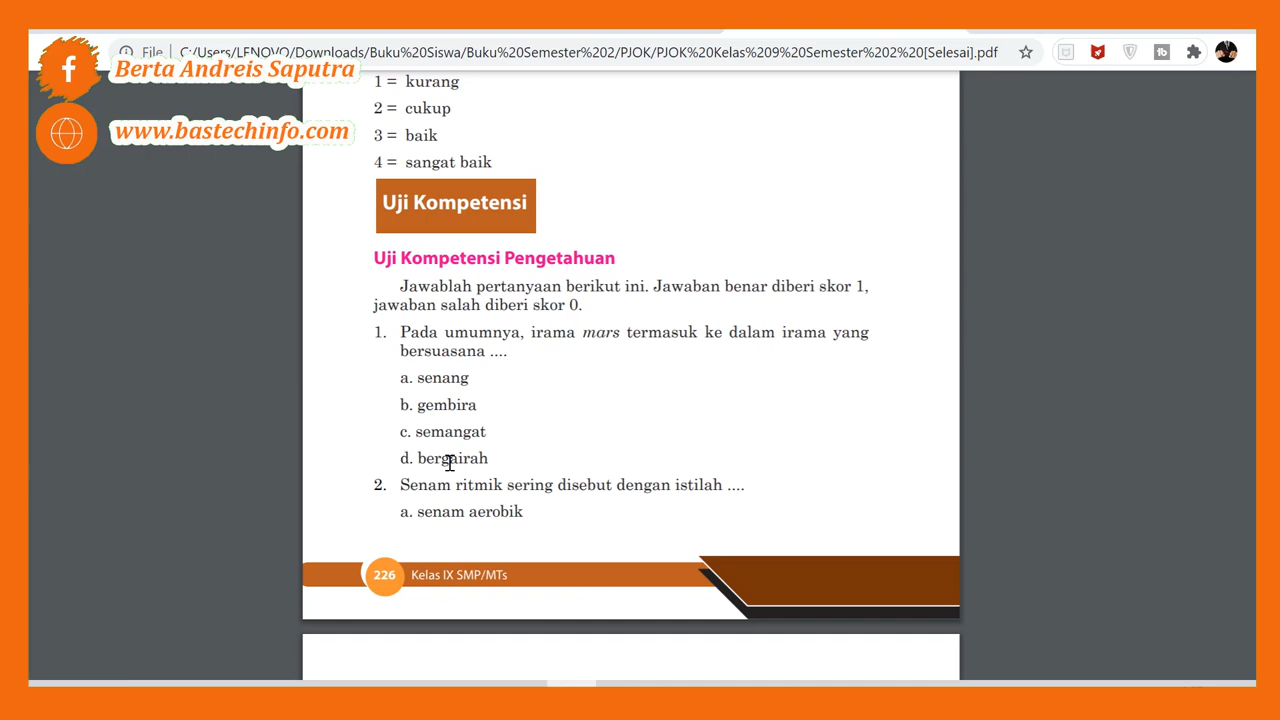 File C:/Users/LENOVO/Downloads/Buku%20Siswa/Buku%20Semester%202/PJOK/PJOK%20Kelas%209%20Semester%202%20[Selesai].pdf
Berta Andreis Saputra
www.bastechinfo.com
1 = kurang
2 = cukup
3 = baik
4 = sangat baik
Uji Kompetensi
Uji Kompetensi Pengetahuan
Jawablah pertanyaan berikut ini. Jawaban benar diberi skor 1,
jawaban salah diberi skor 0.
1. Pada umumnya, irama mars termasuk ke dalam irama yang
bersuasana ....
a. senang
b. gembira
c. semangat
d. bergairah
2. Senam ritmik sering disebut dengan istilah ....
a. senam aerobik
226 Kelas IX SMP/MTs